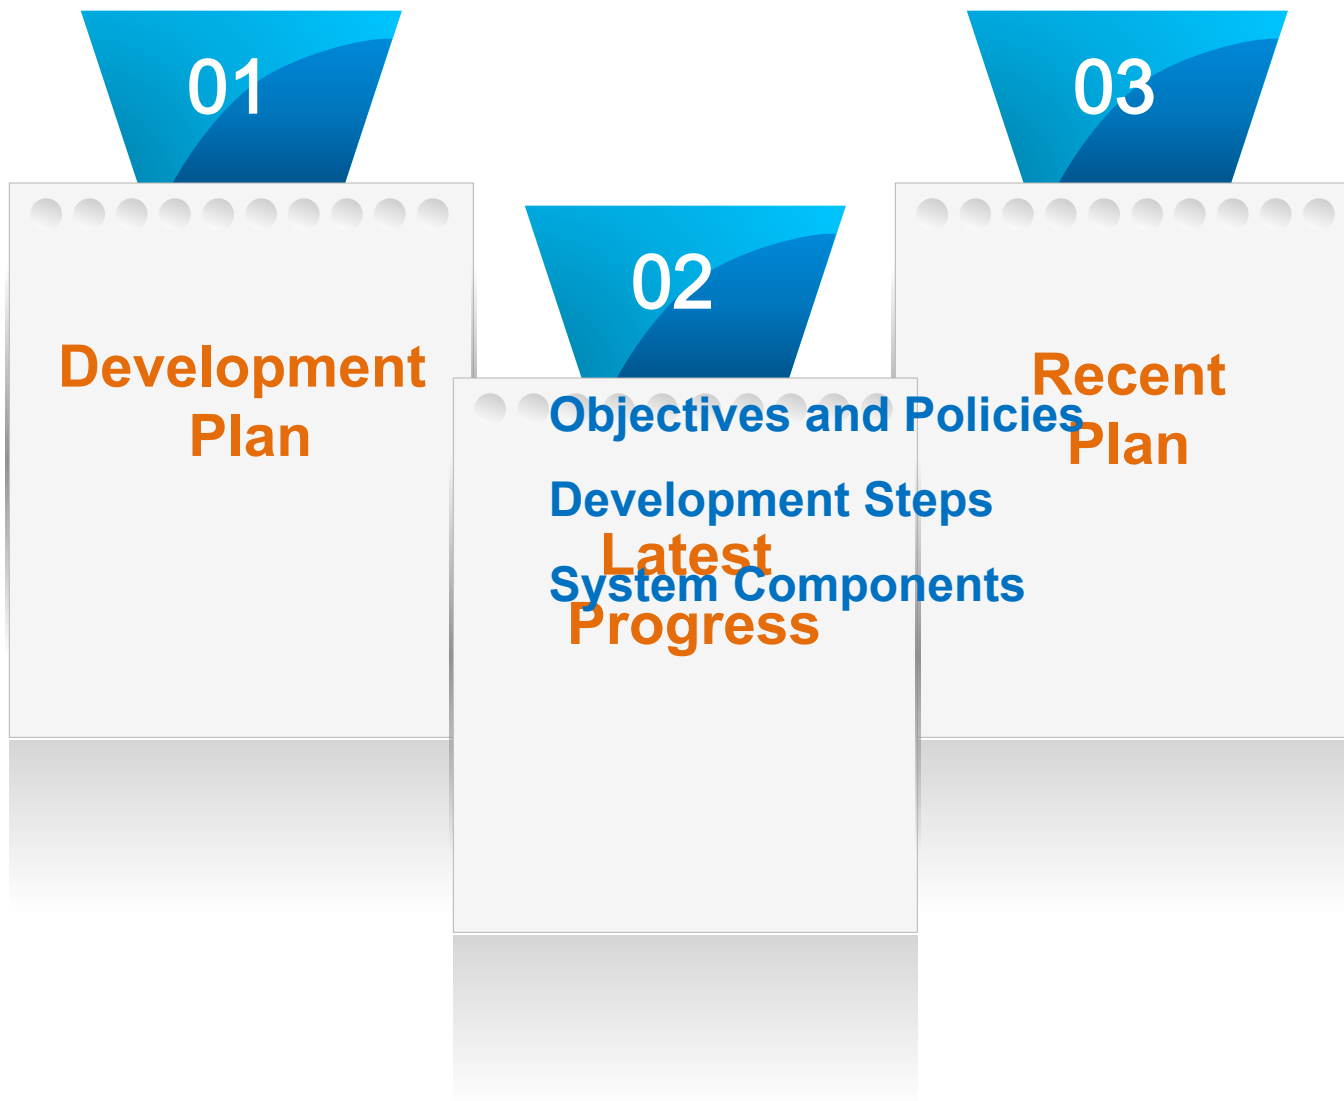 01
Development
Plan
02
Latest
Progress
Objectives and Policies
Development Steps
System Components
03
Recent
Plan